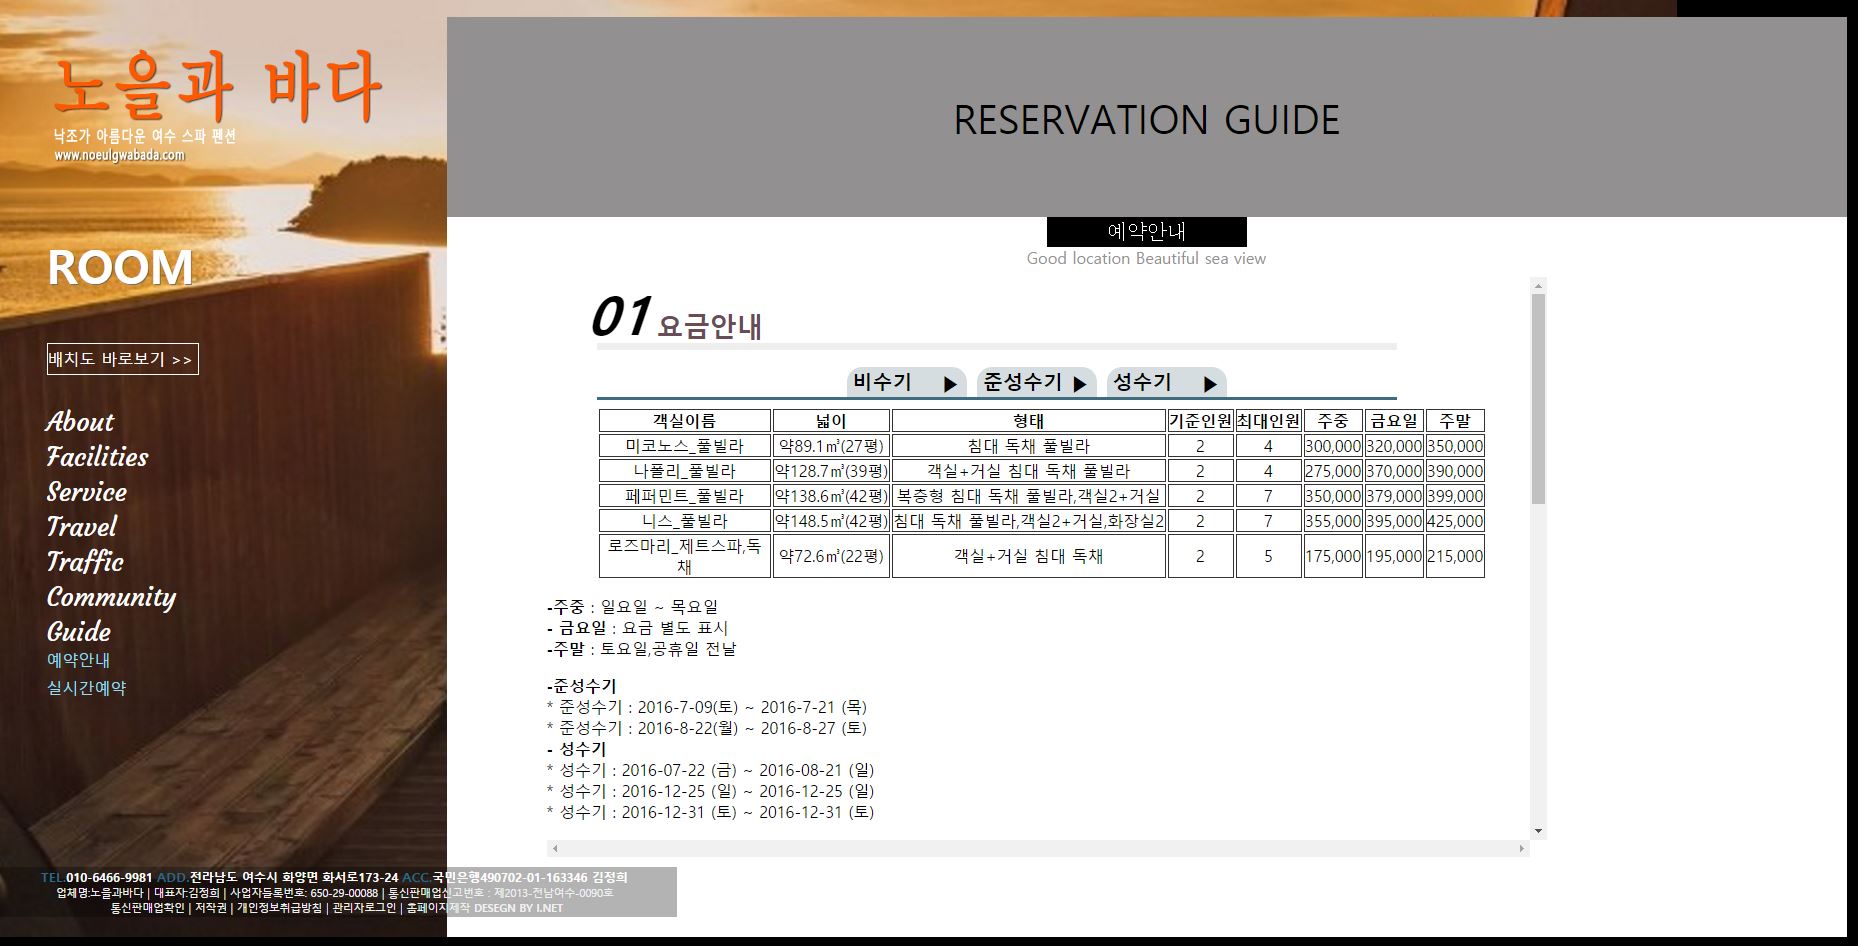 노을과 바다
낙조가 아름다운 여수 스파 펜션
www.noeulgwabada.com
ROOM
배치도 바로보기 >>
About
Facilities
Service
Travel
Traffic
Community
Guide
예약안내
실시간예약
RESERVATION GUIDE
예약안내
Good location Beautiful sea view
01 요금안내
비수기 ▶ 준성수기 ▶ 성수기 ▶
객실이름 넓이 형태 기준인원 최대인원 주중 금요일 주말
미코노스_풀빌라 약89.1㎥(27평) 침대 독채 풀빌라 2 4 300,000 320,000 350,000
나폴리_풀빌라 약128.7㎥(39평) 객실+거실 침대 독채 풀빌라 2 4 275,000 370,000 390,000
페퍼민트_풀빌라 약138.6㎥(42평) 복층형 침대 독채 풀빌라,객실2+거실 2 7 350,000 379,000 399,000
니스_풀빌라 약148.5㎥(42평) 침대 독채 풀빌라,객실2+거실,화장실2 2 7 355,000 395,000 425,000
로즈마리_제트스파,독
채 약72.6㎥(22평) 객실+거실 침대 독채 2 5 175,000 195,000 215,000
-주중 : 일요일 ~ 목요일
- 금요일 : 요금 별도 표시
-주말 : 토요일,공휴일 전날
-준성수기
* 준성수기 : 2016-7-09(토) ~ 2016-7-21 (목)
* 준성수기 : 2016-8-22(월) ~ 2016-8-27 (토)
- 성수기
* 성수기 : 2016-07-22 (금) ~ 2016-08-21 (일)
* 성수기 : 2016-12-25 (일) ~ 2016-12-25 (일)
* 성수기 : 2016-12-31 (토) ~ 2016-12-31 (토)
TEL.010-6466-9981 ADD.전라남도 여수시 화양면 화서로173-24 ACC.국민은행490702-01-163346 김정희
업체명:노을과바다 | 대표자:김정희 | 사업자등록번호: 650-29-00088 | 통신판매업신고번호 : 제2013-전남여수-0090호
통신판매업확인 | 저작권 | 개인정보취급방침 | 관리자로그인 | 홈페이지제작 DESEGN BY I.NET